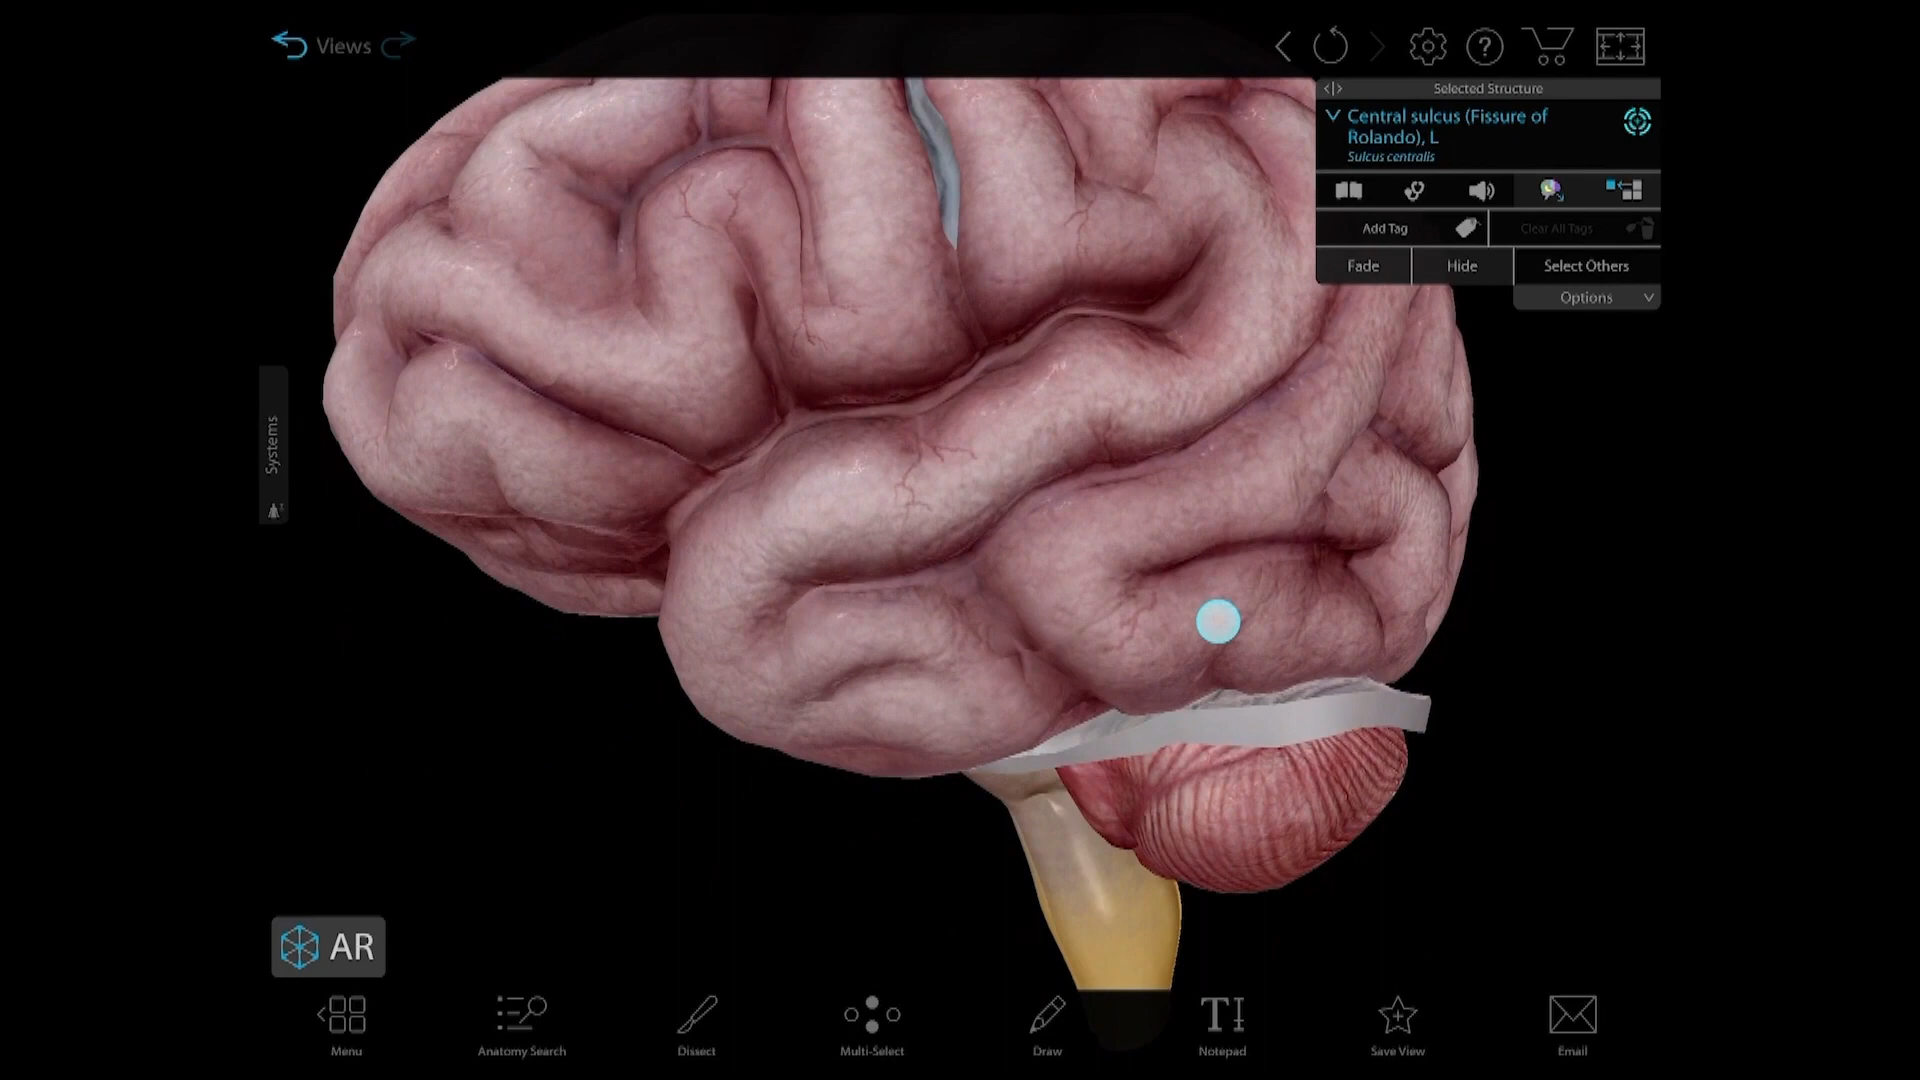 Views
Selected Structure
Central sulcus (Fissure of
Rolando), L
Sulcus centralis
Add Tag
Clear All Tags
Fade
Hide
Select Others
Options
Systems
AR
Menu
Anatomy Search
Dissect
Multi-Select
Draw
Notepad
Save View
Email